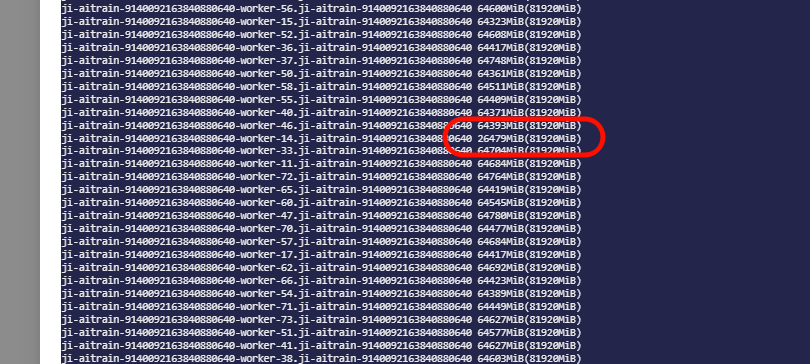 ji-aitrain-9140092163840880640-worker-56.ji-aitrain-9140092163840880640 64600MiB(81920MiB)
ji-aitrain-9140092163840880640-worker-15.ji-aitrain-9140092163840880640 64323MiB(81920MiB)
ji-aitrain-9140092163840880640-worker-52.ji-aitrain-9140092163840880640 64608MiB(81920MiB)
ji-aitrain-9140092163840880640-worker-36.ji-aitrain-9140092163840880640 64417MiB(81920MiB)
ji-aitrain-9140092163840880640-worker-37.ji-aitrain-9140092163840880640 64748MiB(81920MiB)
ji-aitrain-9140092163840880640-worker-50.ji-aitrain-9140092163840880640 64361MiB(81920MiB)
ji-aitrain-9140092163840880640-worker-58.ji-aitrain-9140092163840880640 64511MiB(81920MiB)
ji-aitrain-9140092163840880640-worker-55.ji-aitrain-9140092163840880640 64409MiB(81920MiB)
ji-aitrain-9140092163840880640-worker-40.ji-aitrain-9140092163840880640 64371MiB(81920MiB)
ji-aitrain-9140092163840880640-worker-46.ji-aitrain-9140092163840880640 64393MiB(81920MiB)
ji-aitrain-9140092163840880640-worker-14.ji-aitrain-9140092163840880640 26479MiB(81920MiB)
ji-aitrain-9140092163840880640-worker-33.ji-aitrain-9140092163840880640 64704MiB(81920MiB)
ji-aitrain-9140092163840880640-worker-11.ji-aitrain-9140092163840880640 64684MiB(81920MiB)
ji-aitrain-9140092163840880640-worker-72.ji-aitrain-9140092163840880640 64764MiB(81920MiB)
ji-aitrain-9140092163840880640-worker-65.ji-aitrain-9140092163840880640 64419MiB(81920MiB)
ji-aitrain-9140092163840880640-worker-60.ji-aitrain-9140092163840880640 64545MiB(81920MiB)
ji-aitrain-9140092163840880640-worker-47.ji-aitrain-9140092163840880640 64780MiB(81920MiB)
ji-aitrain-9140092163840880640-worker-70.ji-aitrain-9140092163840880640 64477MiB(81920MiB)
ji-aitrain-9140092163840880640-worker-57.ji-aitrain-9140092163840880640 64684MiB(81920MiB)
ji-aitrain-9140092163840880640-worker-17.ji-aitrain-9140092163840880640 64417MiB(81920MiB)
ji-aitrain-9140092163840880640-worker-62.ji-aitrain-9140092163840880640 64692MiB(81920MiB)
ji-aitrain-9140092163840880640-worker-66.ji-aitrain-9140092163840880640 64423MiB(81920MiB)
ji-aitrain-9140092163840880640-worker-54.ji-aitrain-9140092163840880640 64389MiB(81920MiB)
ji-aitrain-9140092163840880640-worker-71.ji-aitrain-9140092163840880640 64449MiB(81920MiB)
ji-aitrain-9140092163840880640-worker-73.ji-aitrain-9140092163840880640 64627MiB(81920MiB)
ji-aitrain-9140092163840880640-worker-51.ji-aitrain-9140092163840880640 64577MiB(81920MiB)
ji-aitrain-9140092163840880640-worker-41.ji-aitrain-9140092163840880640 64627MiB(81920MiB)
ji-aitrain-9140092163840880640-worker-38.ji-aitrain-9140092163840880640 64603MiB(81920MiB)